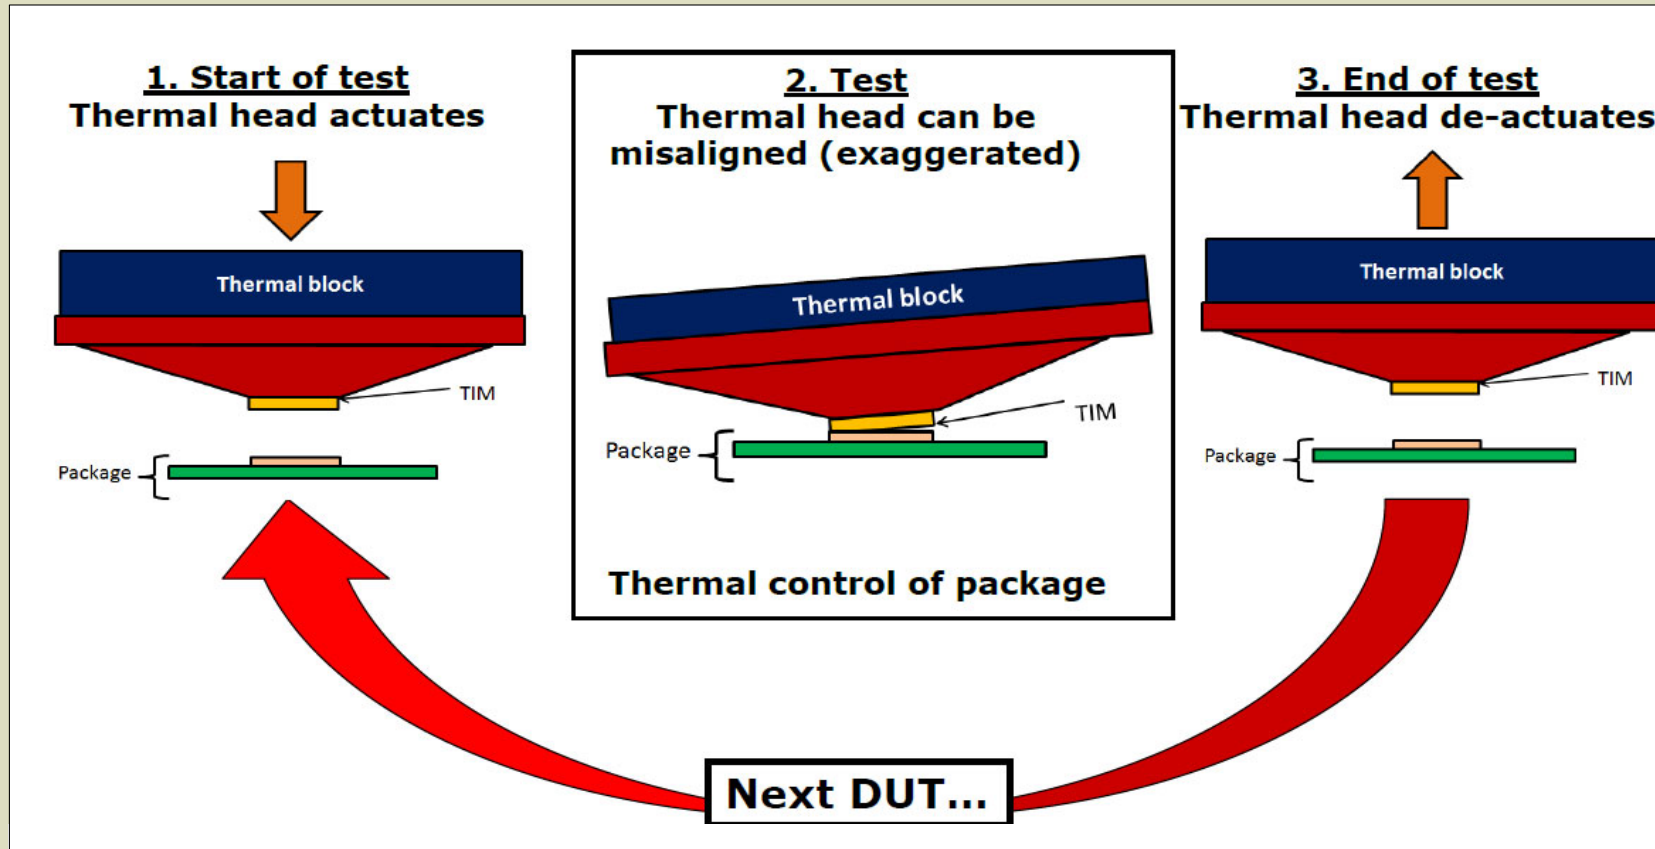 1. Start of test
Thermal head actuates
Thermal block
TIM
Package
2. Test
Thermal head can be
misaligned (exaggerated)
Thermal block
TIM
Package
Thermal control of package
3. End of test
Thermal head de-actuates
Thermal block
TIM
Package
Next DUT...